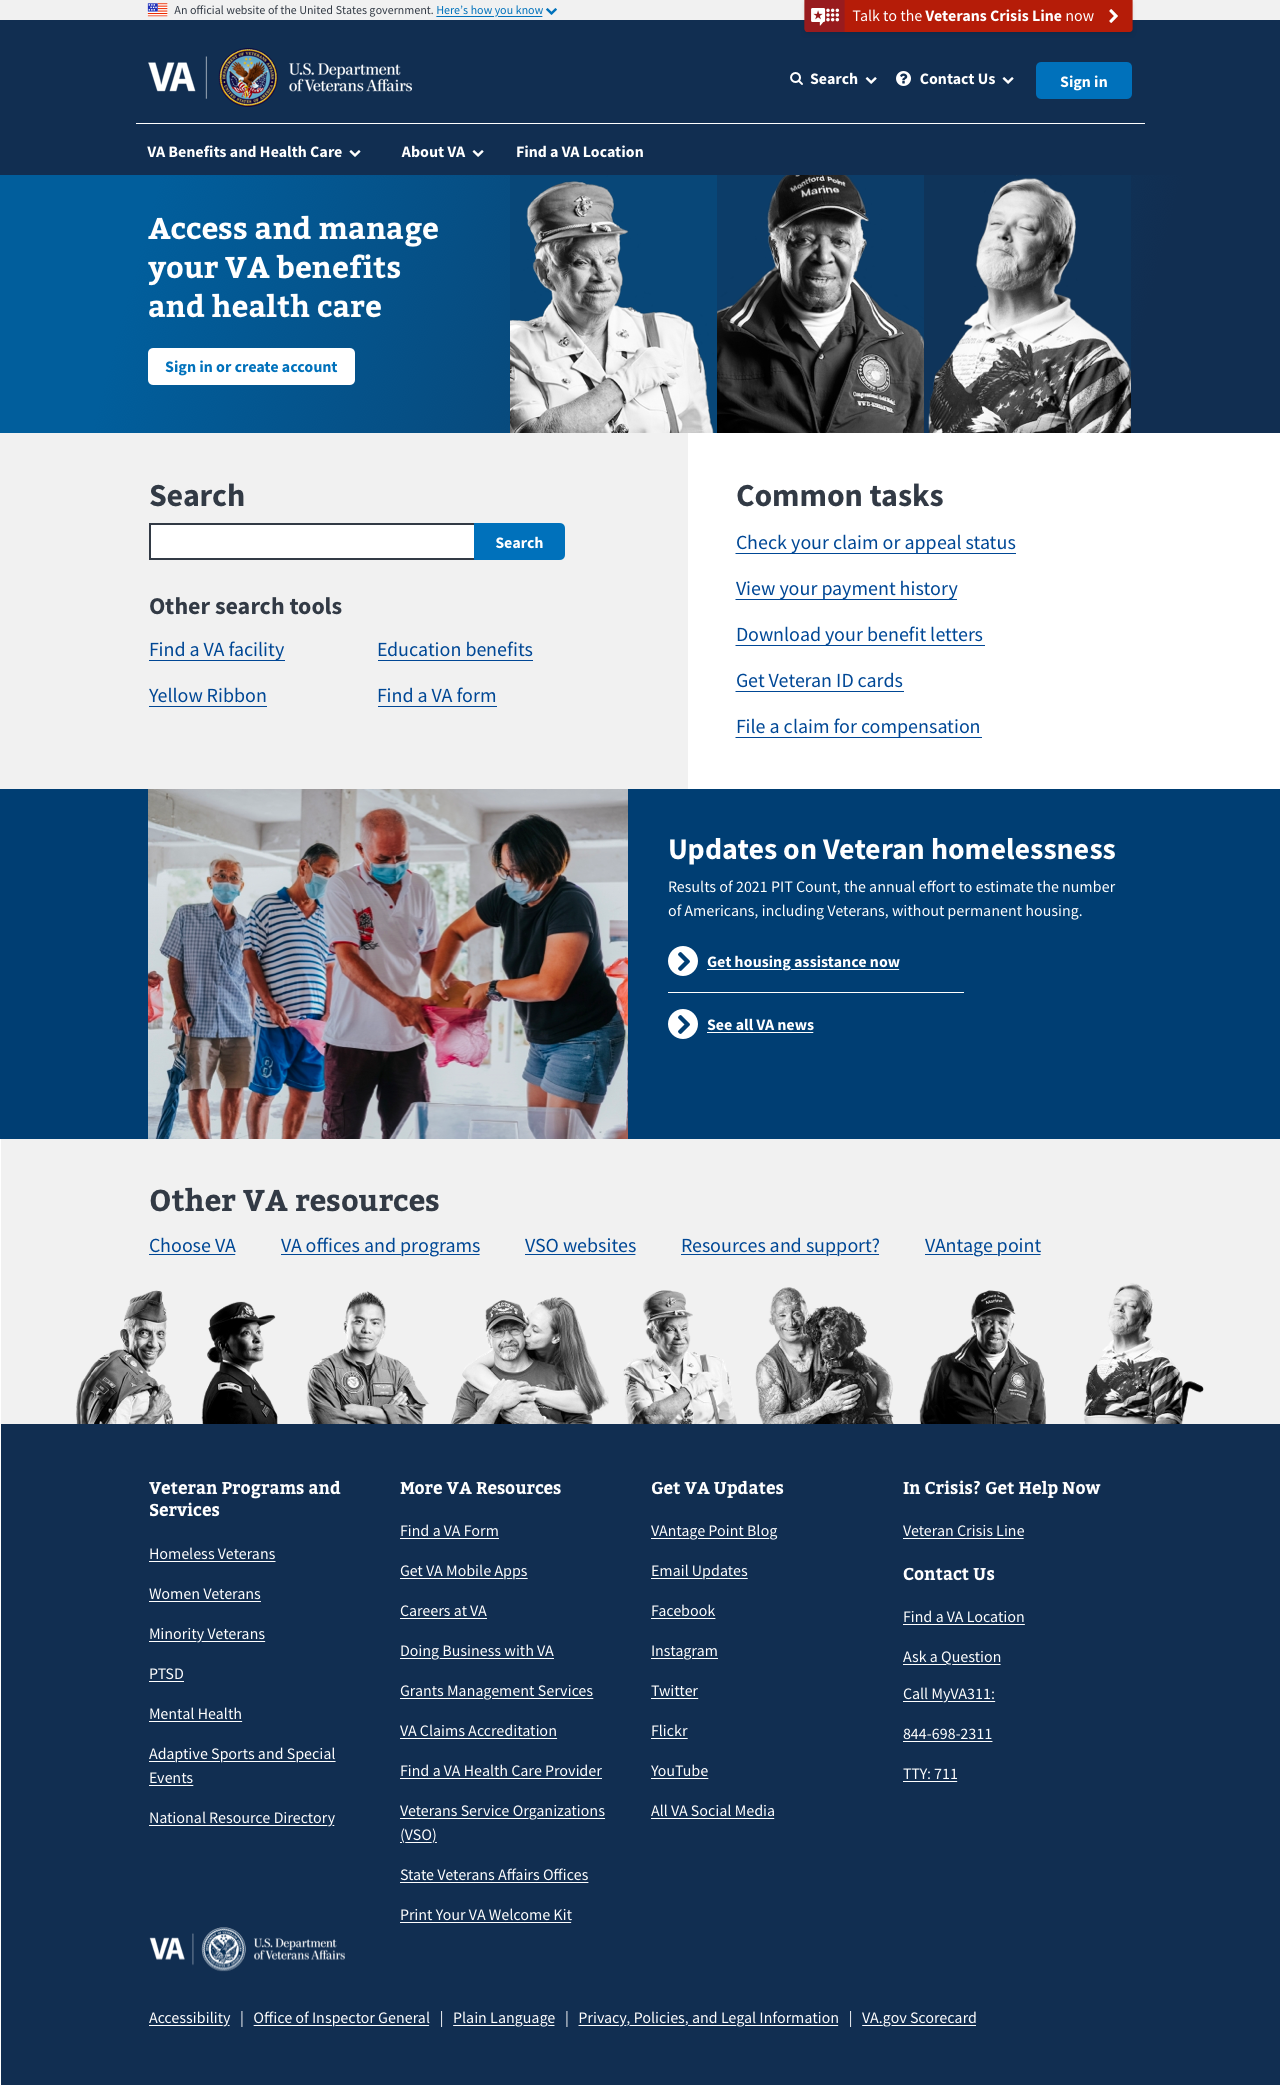 An official website of the United States government. Here's how you know
Talk to the Veterans Crisis Line now
VA
U.S. Department
of Veterans Affairs
Search
Contact Us
Sign in
VA Benefits and Health Care
About VA
Find a VA Location
Access and manage
your VA benefits
and health care
Sign in or create account
Montford Point
Marine
Search
Search
Other search tools
Find a VA facility
Education benefits
Yellow Ribbon
Find a VA form
Common tasks
Check your claim or appeal status
View your payment history
Download your benefit letters
Get Veteran ID cards
File a claim for compensation
Updates on Veteran homelessness
Results of 2021 PIT Count, the annual effort to estimate the number
of Americans, including Veterans, without permanent housing.
Get housing assistance now
See all VA news
Other VA resources
Choose VA
VA offices and programs
VSO websites
Resources and support?
VAntage point
Marine
Veteran Programs and
Services
Homeless Veterans
Women Veterans
Minority Veterans
PTSD
Mental Health
Adaptive Sports and Special
Events
National Resource Directory
More VA Resources
Find a VA Form
Get VA Mobile Apps
Careers at VA
Doing Business with VA
Grants Management Services
VA Claims Accreditation
Find a VA Health Care Provider
Veterans Service Organizations
(VSO)
State Veterans Affairs Offices
Print Your VA Welcome Kit
Get VA Updates
VAntage Point Blog
Email Updates
Facebook
Instagram
Twitter
Flickr
YouTube
All VA Social Media
In Crisis? Get Help Now
Veteran Crisis Line
Contact Us
Find a VA Location
Ask a Question
Call MyVA311:
844-698-2311
TTY: 711
VA
U.S. Department
of Veterans Affairs
Accessibility | Office of Inspector General | Plain Language | Privacy, Policies, and Legal Information | VA.gov Scorecard